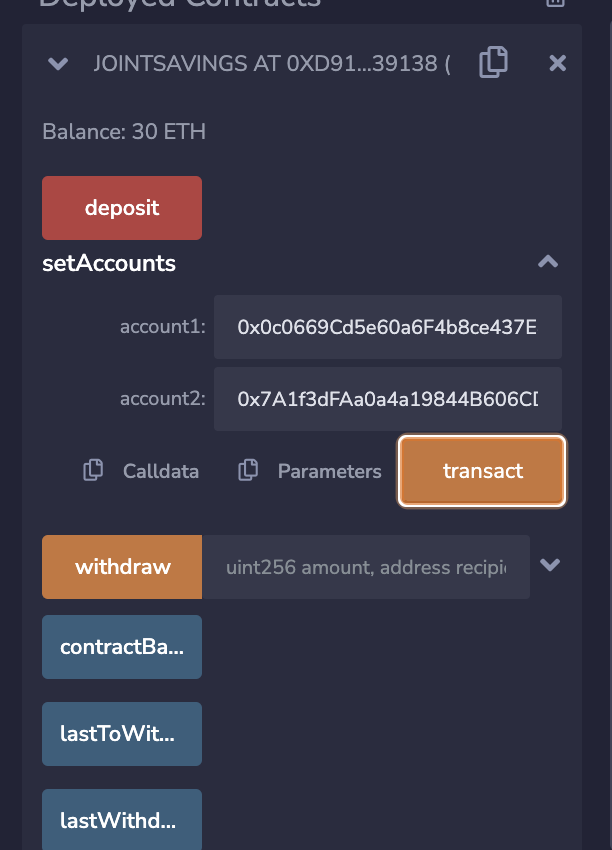 Deployed Contracts
JOINTSAVINGS AT 0XD91...39138 (
Balance: 30 ETH
deposit
setAccounts
account1: 0x0c0669Cd5e60a6F4b8ce437E
account2: 0x7A1f3dFAa0a4a19844B606CD
Calldata Parameters transact
withdraw uint256 amount, address recipie
contractBa...
lastToWit...
lastWithd...